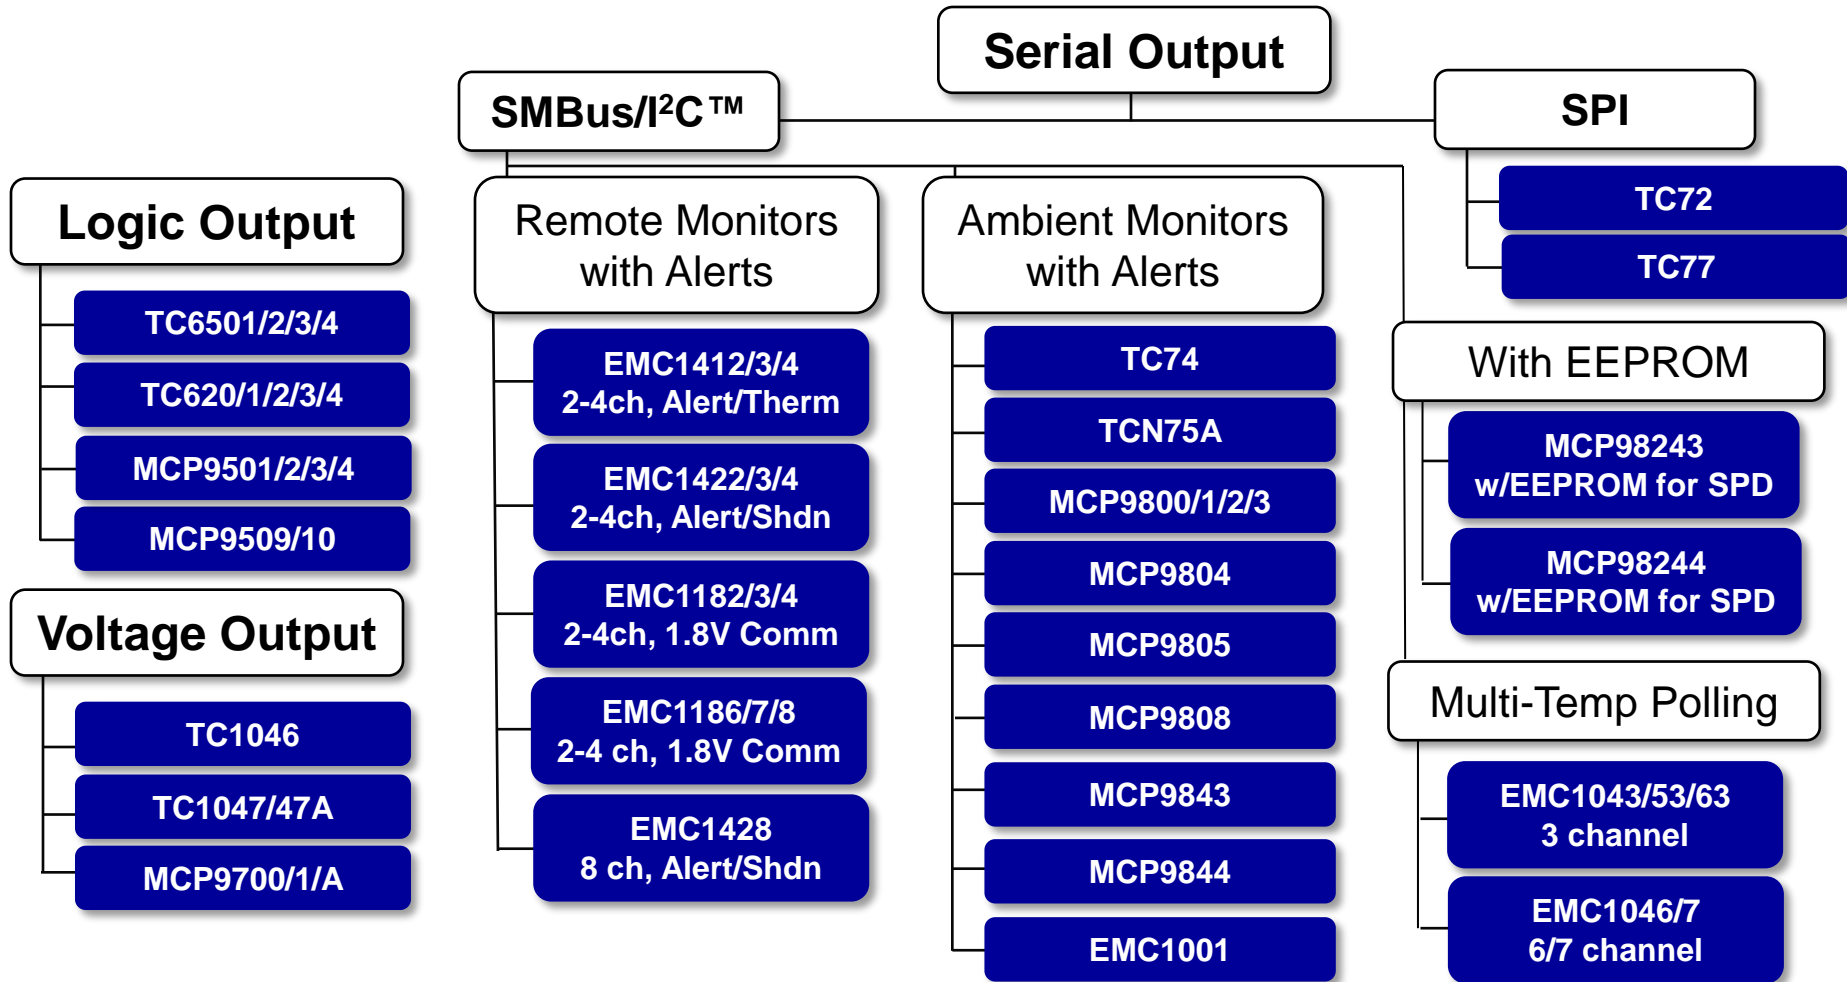 Serial Output
SMBus/I²C™
SPI
TC72
TC77
Logic Output
TC6501/2/3/4
TC620/1/2/3/4
MCP9501/2/3/4
MCP9509/10
Voltage Output
TC1046
TC1047/47A
MCP9700/1/A
Remote Monitors
with Alerts
EMC1412/3/4
2-4ch, Alert/Therm
EMC1422/3/4
2-4ch, Alert/Shdn
EMC1182/3/4
2-4ch, 1.8V Comm
EMC1186/7/8
2-4 ch, 1.8V Comm
EMC1428
8 ch, Alert/Shdn
Ambient Monitors
with Alerts
TC74
TCN75A
MCP9800/1/2/3
MCP9804
MCP9805
MCP9808
MCP9843
MCP9844
EMC1001
With EEPROM
MCP98243
w/EEPROM for SPD
MCP98244
w/EEPROM for SPD
Multi-Temp Polling
EMC1043/53/63
3 channel
EMC1046/7
6/7 channel